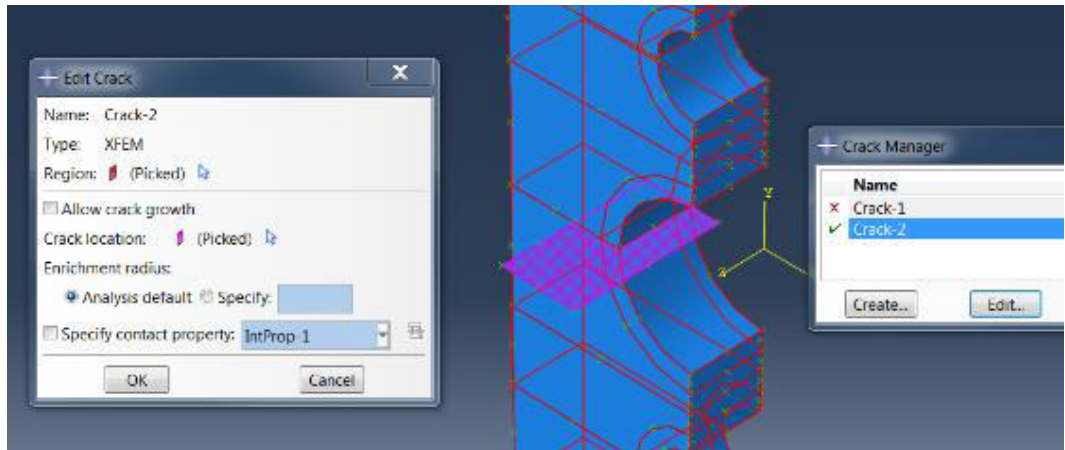 Edit Crack
X
Name: Crack-2
Type: XFEM
Region: (Picked)
Allow crack growth
Crack location: (Picked)
Enrichment radius:
Analysis default Specify:
Specify contact property: IntProp-1
OK Cancel
Y
Z
Crack Manager
Name
Crack-1
Crack-2
Create... Edit...